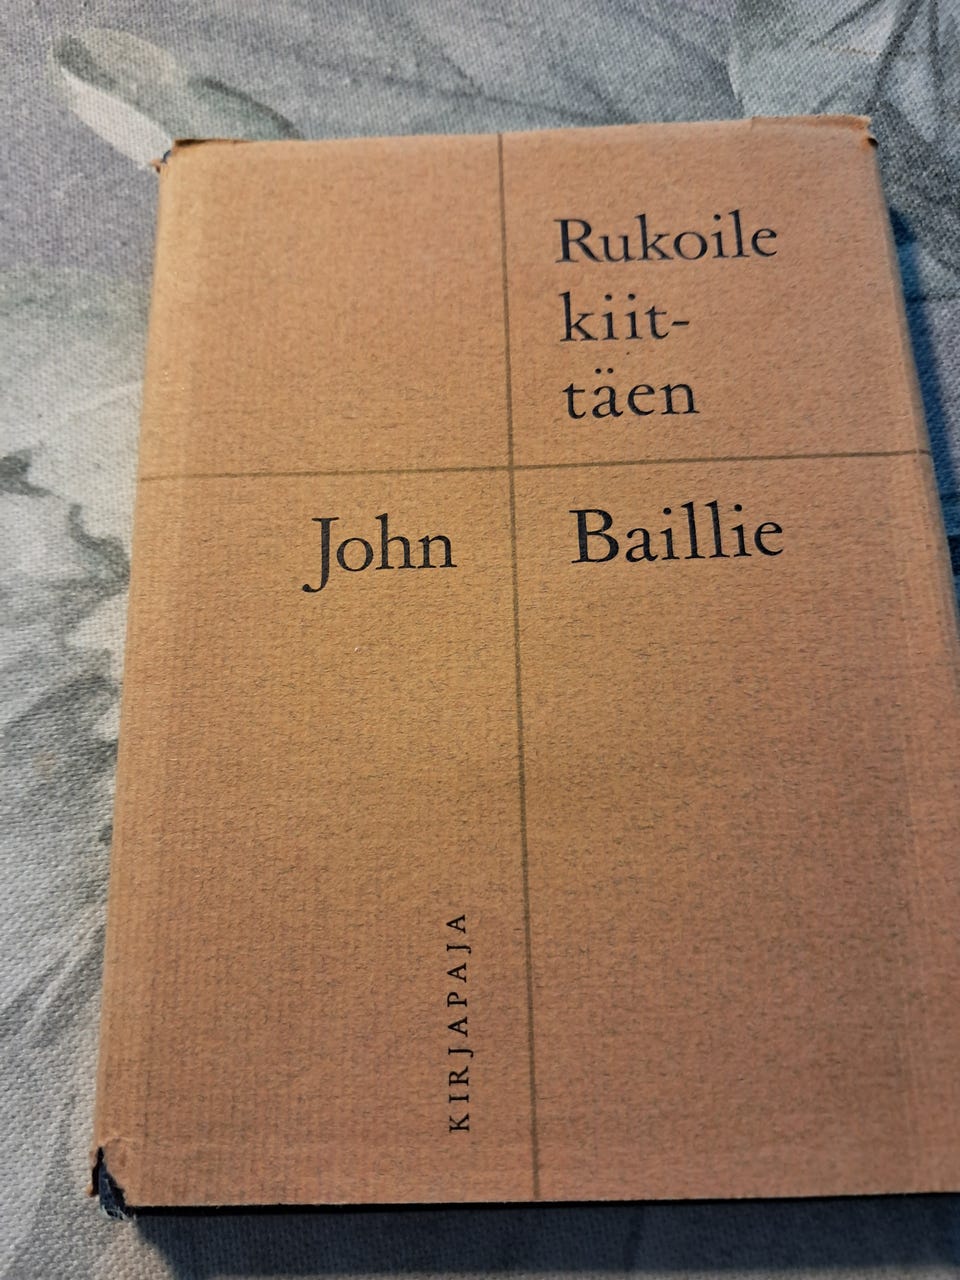 Rukoile
kiit-
täen
John Baillie
KIRJAPAJA